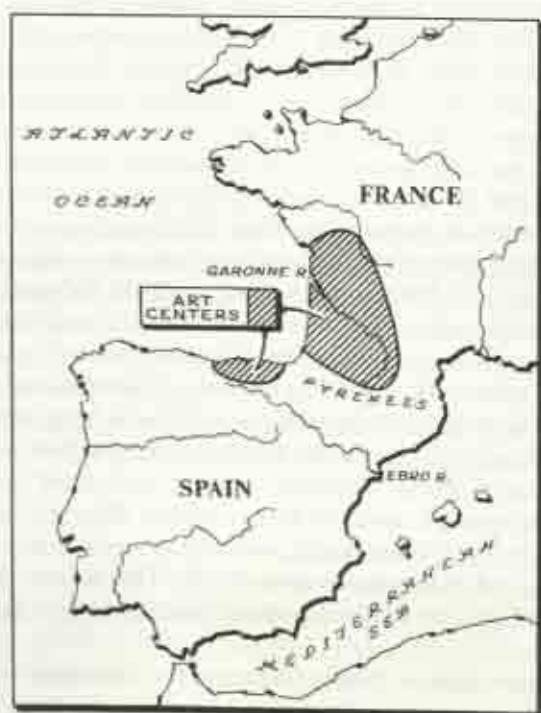 ATLANTIC
OCEAN
FRANCE
GARONNE R.
ART
CENTERS
PYRENEES
EBRO R.
SPAIN
MEDITERRANEAN
SEA